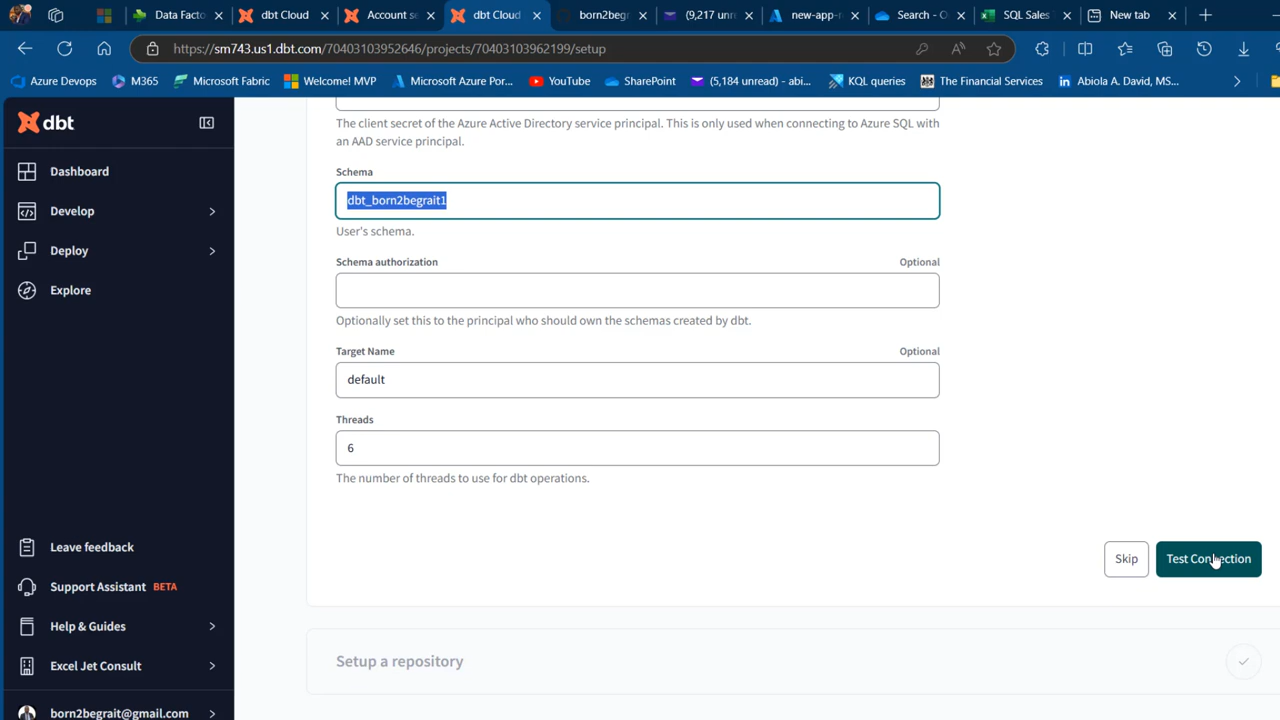 Data Facto
dbt Cloud
Account se
dbt Cloud
born2begr
(9,217 unr
new-app-r
Search - O
SQL Sales T
New tab
https://sm743.us1.dbt.com/70403103952646/projects/70403103962199/setup
Azure Devops
M365
Microsoft Fabric
Welcome! MVP
Microsoft Azure Por...
YouTube
SharePoint
(5,184 unread) - abi...
KQL queries
The Financial Services
Abiola A. David, MS...
dbt
Dashboard
Develop
Deploy
Explore
Leave feedback
Support Assistant BETA
Help & Guides
Excel Jet Consult
born2begrait@gmail.com
The client secret of the Azure Active Directory service principal. This is only used when connecting to Azure SQL with
an AAD service principal.
Schema
dbt_born2begrait1
User's schema.
Schema authorization Optional
Optionally set this to the principal who should own the schemas created by dbt.
Target Name Optional
default
Threads
6
The number of threads to use for dbt operations.
Skip
Test Connection
Setup a repository